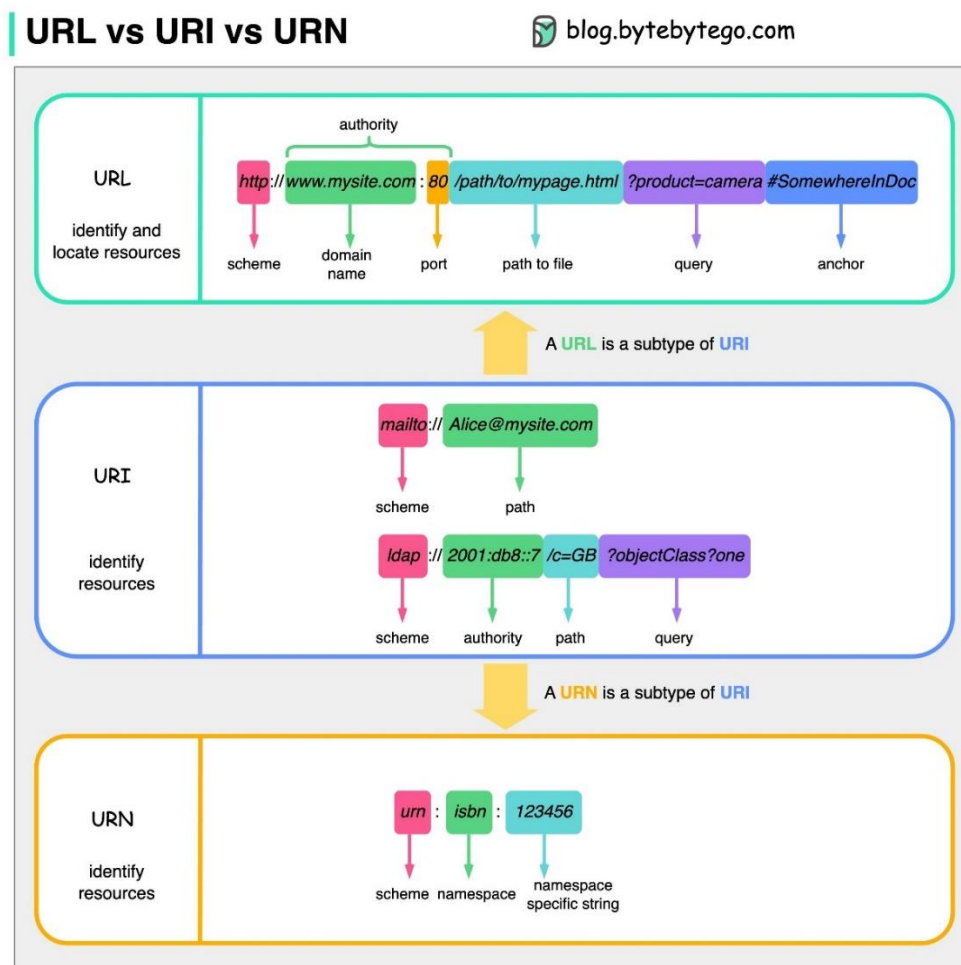 URL vs URI vs URN
blog.bytebytego.com
authority
URL
http://www.mysite.com:80/path/to/mypage.html?product=camera#SomewhereInDoc
identify and
locate resources
scheme
domain
name
port
path to file
query
anchor
A URL is a subtype of URI
mailto://Alice@mysite.com
URI
scheme
path
identify
resources
ldap://2001:db8::7/c=GB?objectClass?one
scheme
authority
path
query
A URN is a subtype of URI
URN
urn:isbn:123456
identify
resources
scheme
namespace
namespace
specific string